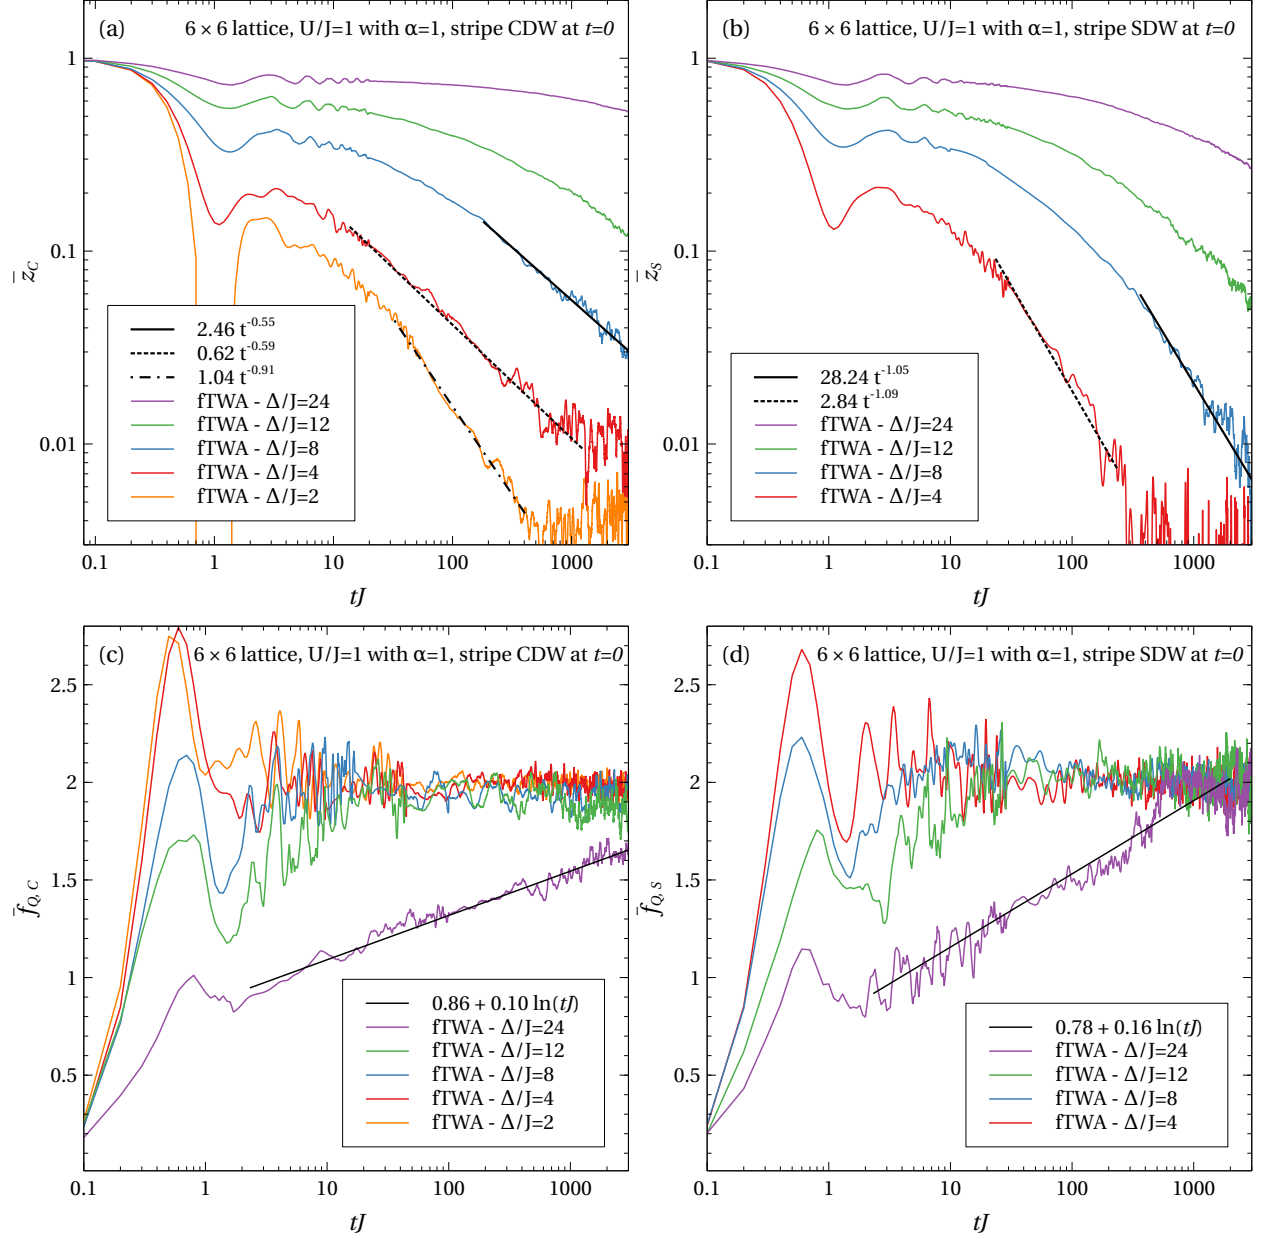 (a) 6 × 6 lattice, U/J=1 with α=1, stripe CDW at t=0
1
0.1
0.01
z̅_C
2.46 t^-0.55
0.62 t^-0.59
1.04 t^-0.91
fTWA - Δ/J=24
fTWA - Δ/J=12
fTWA - Δ/J=8
fTWA - Δ/J=4
fTWA - Δ/J=2
0.1 1 10 100 1000
tJ
(b) 6 × 6 lattice, U/J=1 with α=1, stripe SDW at t=0
1
0.1
0.01
z̅_S
28.24 t^-1.05
2.84 t^-1.09
fTWA - Δ/J=24
fTWA - Δ/J=12
fTWA - Δ/J=8
fTWA - Δ/J=4
0.1 1 10 100 1000
tJ
(c) 6 × 6 lattice, U/J=1 with α=1, stripe CDW at t=0
2.5
2
1.5
1
0.5
f̅_Q, C
0.86 + 0.10 ln(tJ)
fTWA - Δ/J=24
fTWA - Δ/J=12
fTWA - Δ/J=8
fTWA - Δ/J=4
fTWA - Δ/J=2
0.1 1 10 100 1000
tJ
(d) 6 × 6 lattice, U/J=1 with α=1, stripe SDW at t=0
2.5
2
1.5
1
0.5
f̅_Q, S
0.78 + 0.16 ln(tJ)
fTWA - Δ/J=24
fTWA - Δ/J=12
fTWA - Δ/J=8
fTWA - Δ/J=4
0.1 1 10 100 1000
tJ